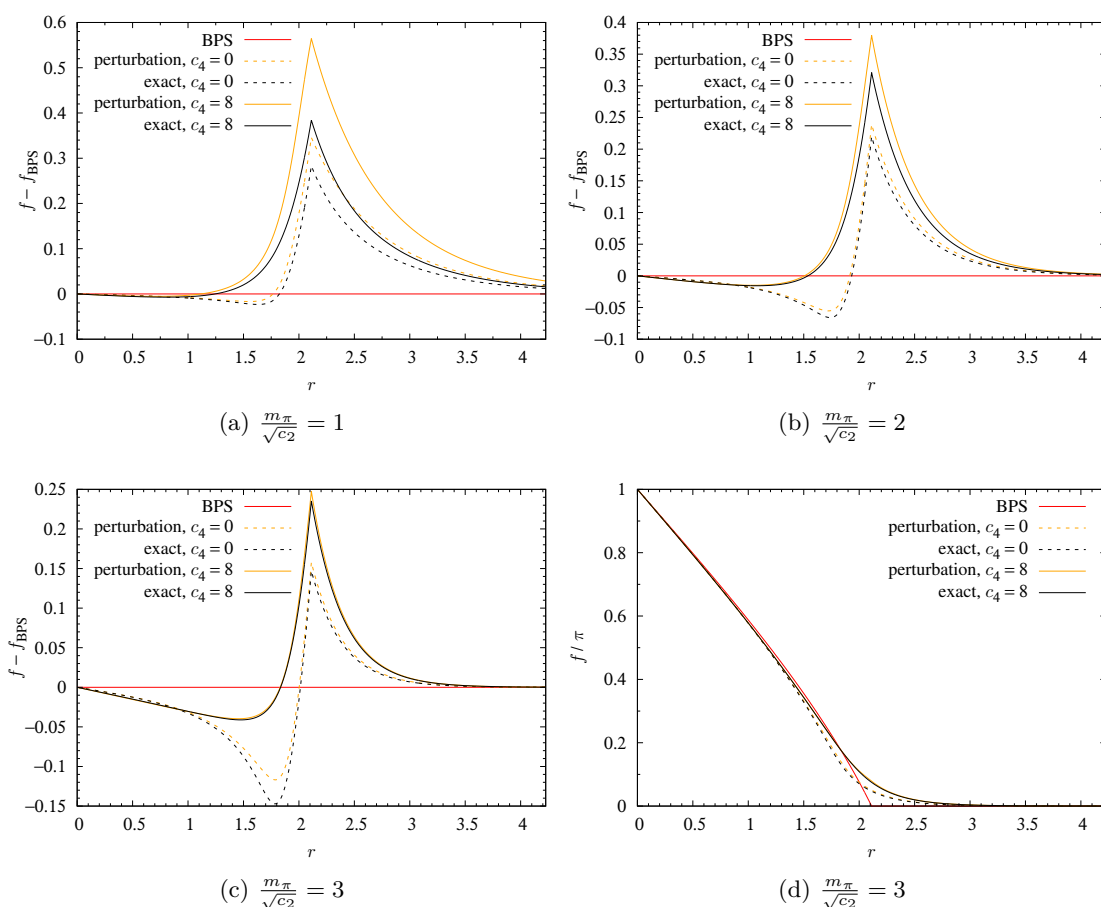 0.6
0.5
0.4
0.3
0.2
0.1
0
−0.1
f − f_BPS
BPS
perturbation, c₄ = 0
exact, c₄ = 0
perturbation, c₄ = 8
exact, c₄ = 8
0 0.5 1 1.5 2 2.5 3 3.5 4
r
(a) m_π/√c₂ = 1
0.4
0.35
0.3
0.25
0.2
0.15
0.1
0.05
0
−0.05
−0.1
f − f_BPS
BPS
perturbation, c₄ = 0
exact, c₄ = 0
perturbation, c₄ = 8
exact, c₄ = 8
0 0.5 1 1.5 2 2.5 3 3.5 4
r
(b) m_π/√c₂ = 2
0.25
0.2
0.15
0.1
0.05
0
−0.05
−0.1
−0.15
f − f_BPS
BPS
perturbation, c₄ = 0
exact, c₄ = 0
perturbation, c₄ = 8
exact, c₄ = 8
0 0.5 1 1.5 2 2.5 3 3.5 4
r
(c) m_π/√c₂ = 3
1
0.8
0.6
0.4
0.2
0
f / π
BPS
perturbation, c₄ = 0
exact, c₄ = 0
perturbation, c₄ = 8
exact, c₄ = 8
0 0.5 1 1.5 2 2.5 3 3.5 4
r
(d) m_π/√c₂ = 3